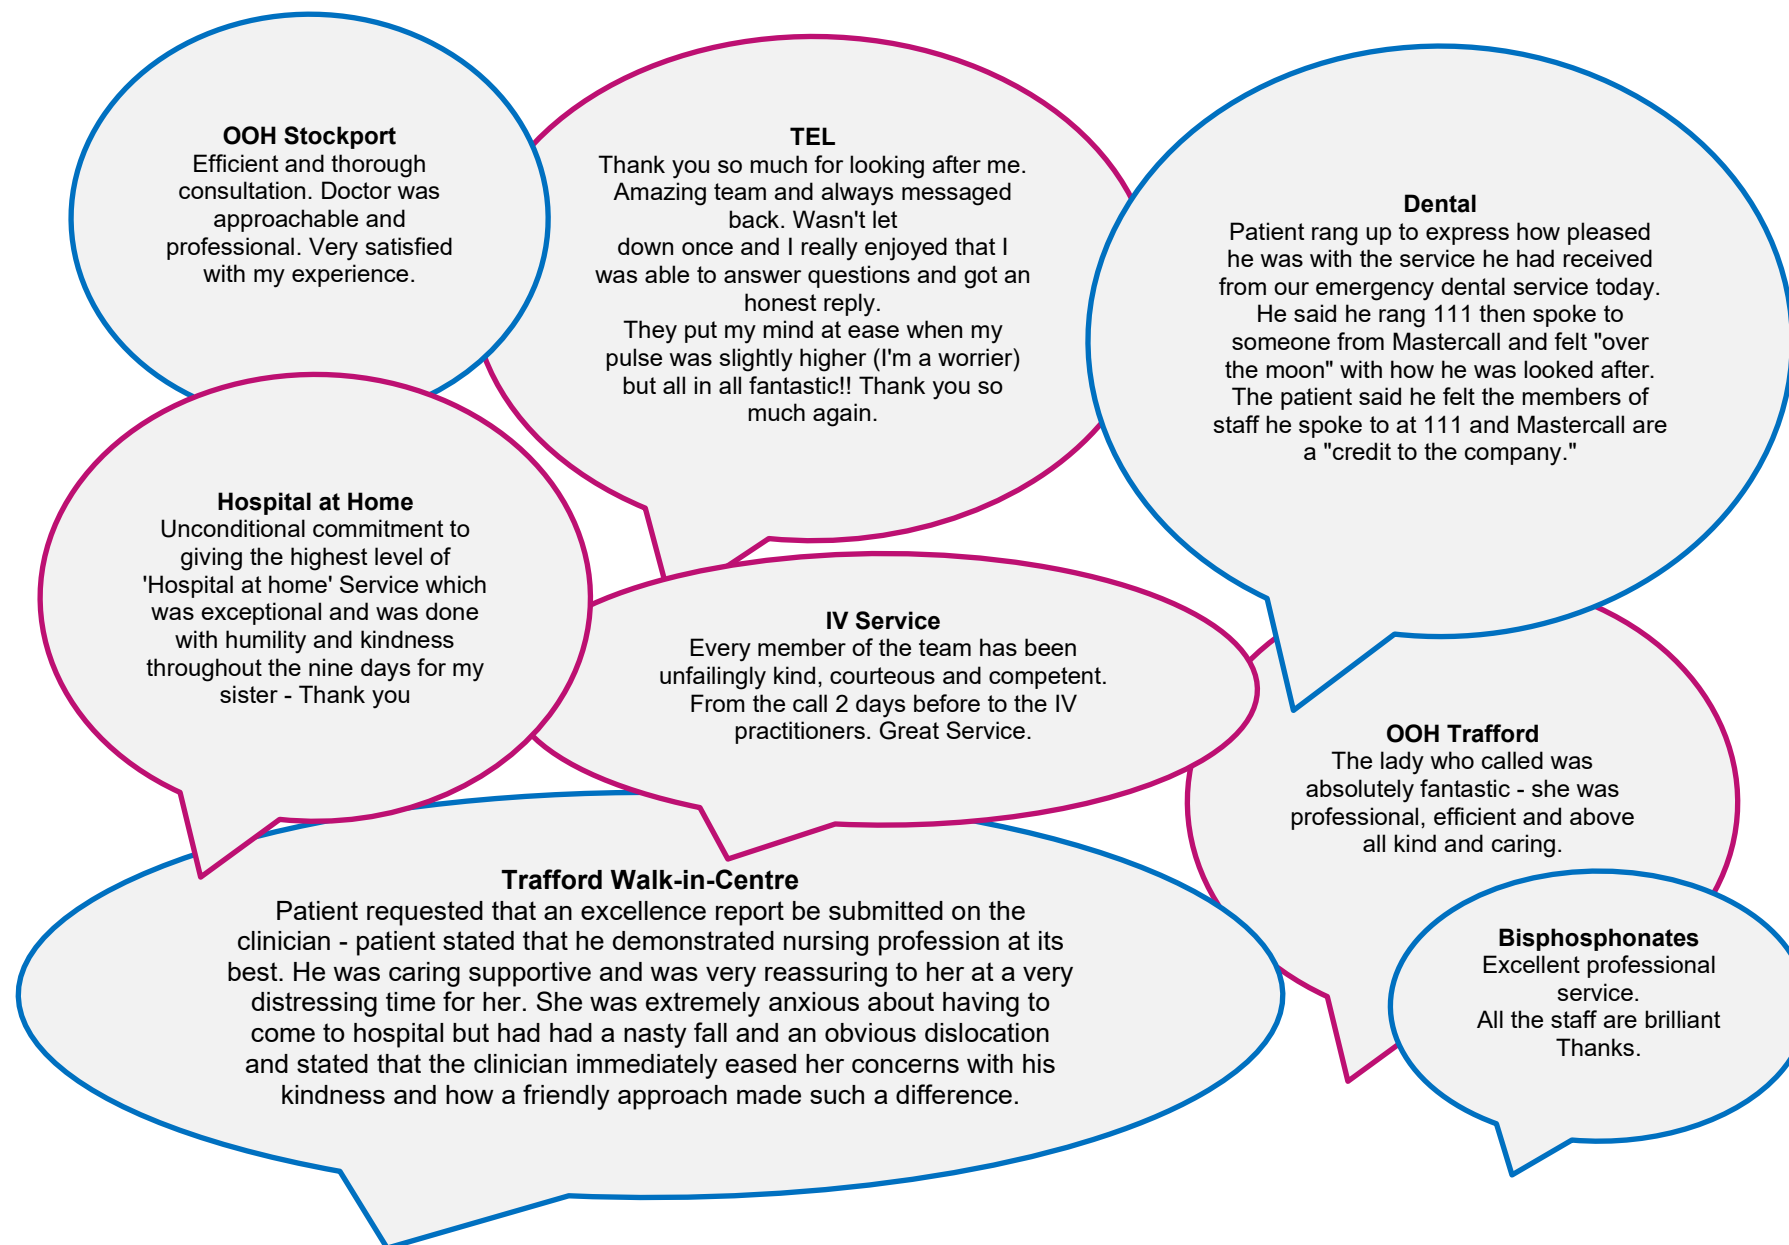 OOH Stockport
Efficient and thorough
consultation. Doctor was
approachable and
professional. Very satisfied
with my experience.
TEL
Thank you so much for looking after me.
Amazing team and always messaged
back. Wasn't let
down once and I really enjoyed that I
was able to answer questions and got an
honest reply.
They put my mind at ease when my
pulse was slightly higher (I'm a worrier)
but all in all fantastic!! Thank you so
much again.
Dental
Patient rang up to express how pleased
he was with the service he had received
from our emergency dental service today.
He said he rang 111 then spoke to
someone from Mastercall and felt "over
the moon" with how he was looked after.
The patient said he felt the members of
staff he spoke to at 111 and Mastercall are
a "credit to the company."
Hospital at Home
Unconditional commitment to
giving the highest level of
'Hospital at home' Service which
was exceptional and was done
with humility and kindness
throughout the nine days for my
sister - Thank you
IV Service
Every member of the team has been
unfailingly kind, courteous and competent.
From the call 2 days before to the IV
practitioners. Great Service.
OOH Trafford
The lady who called was
absolutely fantastic - she was
professional, efficient and above
all kind and caring.
Trafford Walk-in-Centre
Patient requested that an excellence report be submitted on the
clinician - patient stated that he demonstrated nursing profession at its
best. He was caring supportive and was very reassuring to her at a very
distressing time for her. She was extremely anxious about having to
come to hospital but had had a nasty fall and an obvious dislocation
and stated that the clinician immediately eased her concerns with his
kindness and how a friendly approach made such a difference.
Bisphosphonates
Excellent professional
service.
All the staff are brilliant
Thanks.